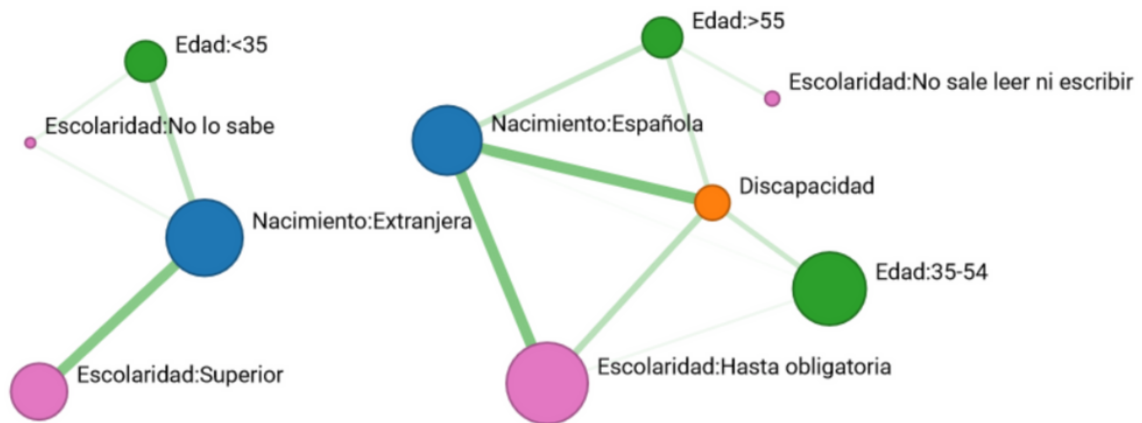 Edad:<35
Escolaridad:No lo sabe
Nacimiento:Extranjera
Escolaridad:Superior
Edad:>55
Escolaridad:No sale leer ni escribir
Nacimiento:Española
Discapacidad
Edad:35-54
Escolaridad:Hasta obligatoria